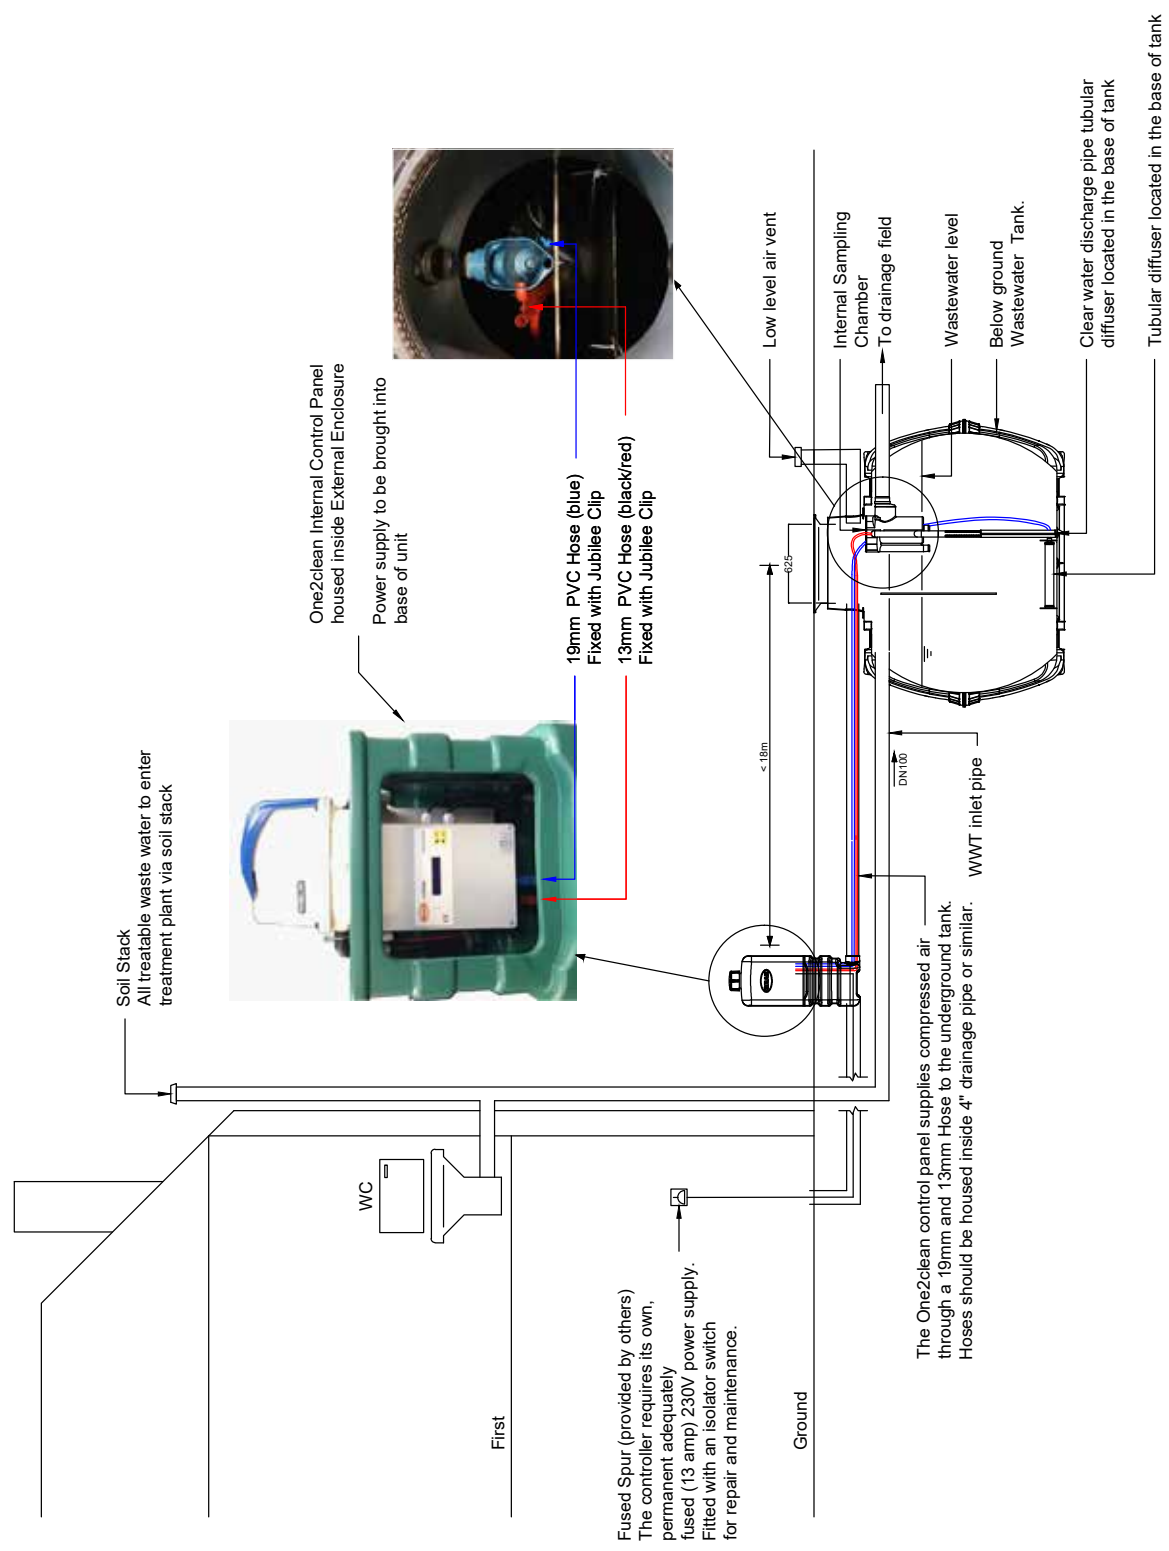 Soil Stack
All treatable waste water to enter
treatment plant via soil stack
One2clean Internal Control Panel
housed inside External Enclosure
Power supply to be brought into
base of unit
19mm PVC Hose (blue)
Fixed with Jubilee Clip
13mm PVC Hose (black/red)
Fixed with Jubilee Clip
WC
First
Ground
Fused Spur (provided by others)
The controller requires its own,
permanent adequately
fused (13 amp) 230V power supply.
Fitted with an isolator switch
for repair and maintenance.
< 18m
625
DN100
WWT inlet pipe
The One2clean control panel supplies compressed air
through a 19mm and 13mm Hose to the underground tank.
Hoses should be housed inside 4" drainage pipe or similar.
Low level air vent
Internal Sampling
Chamber
To drainage field
Wastewater level
Below ground
Wastewater Tank.
Clear water discharge pipe tubular
diffuser located in the base of tank
Tubular diffuser located in the base of tank